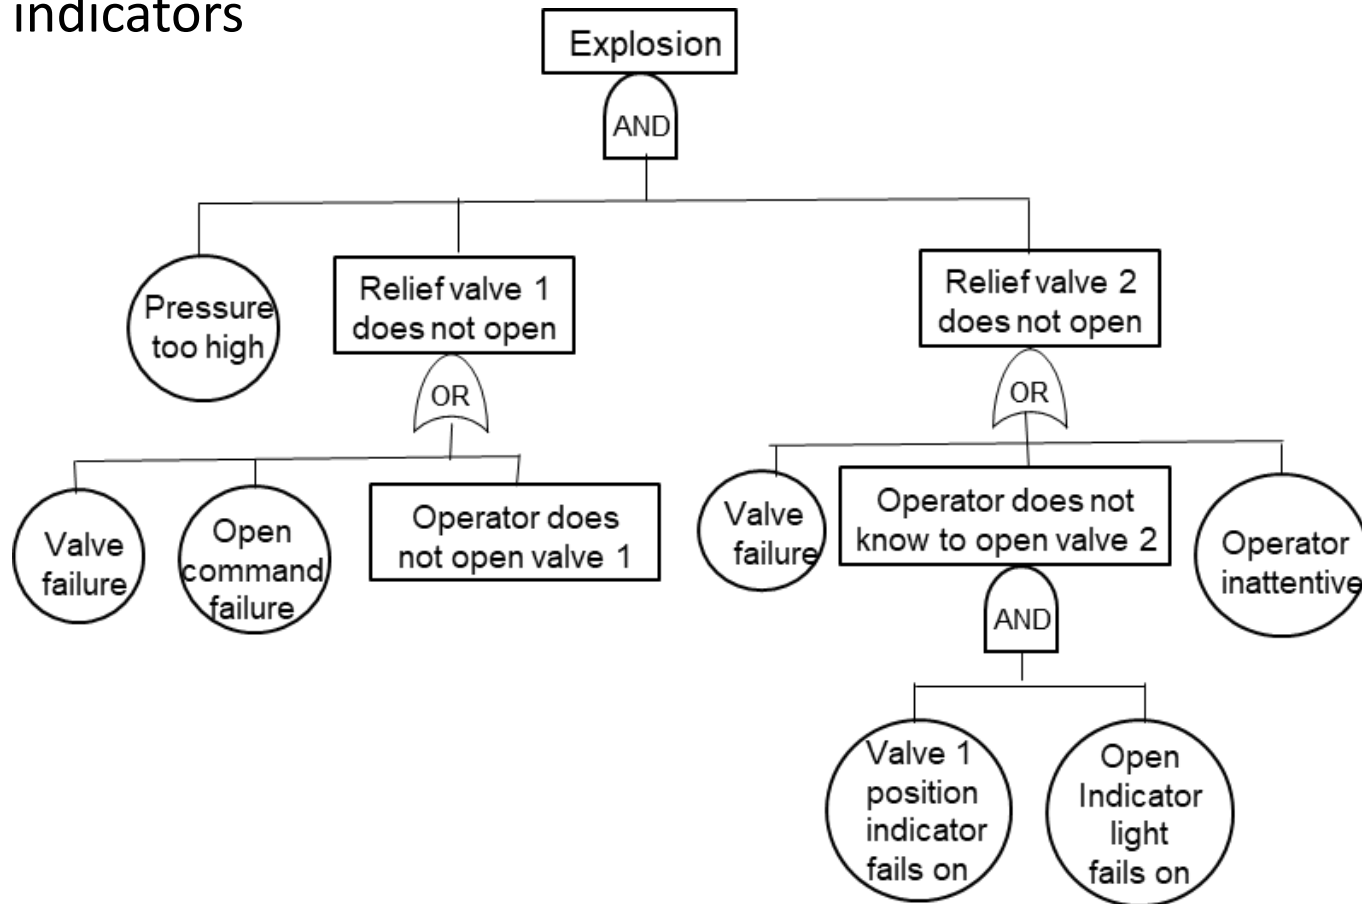 indicators
Explosion
AND
Pressure
too high
Relief valve 1
does not open
Relief valve 2
does not open
OR
OR
Valve
failure
Open
command
failure
Operator does
not open valve 1
Valve
failure
Operator does not
know to open valve 2
Operator
inattentive
AND
Valve 1
position
indicator
fails on
Open
Indicator
light
fails on